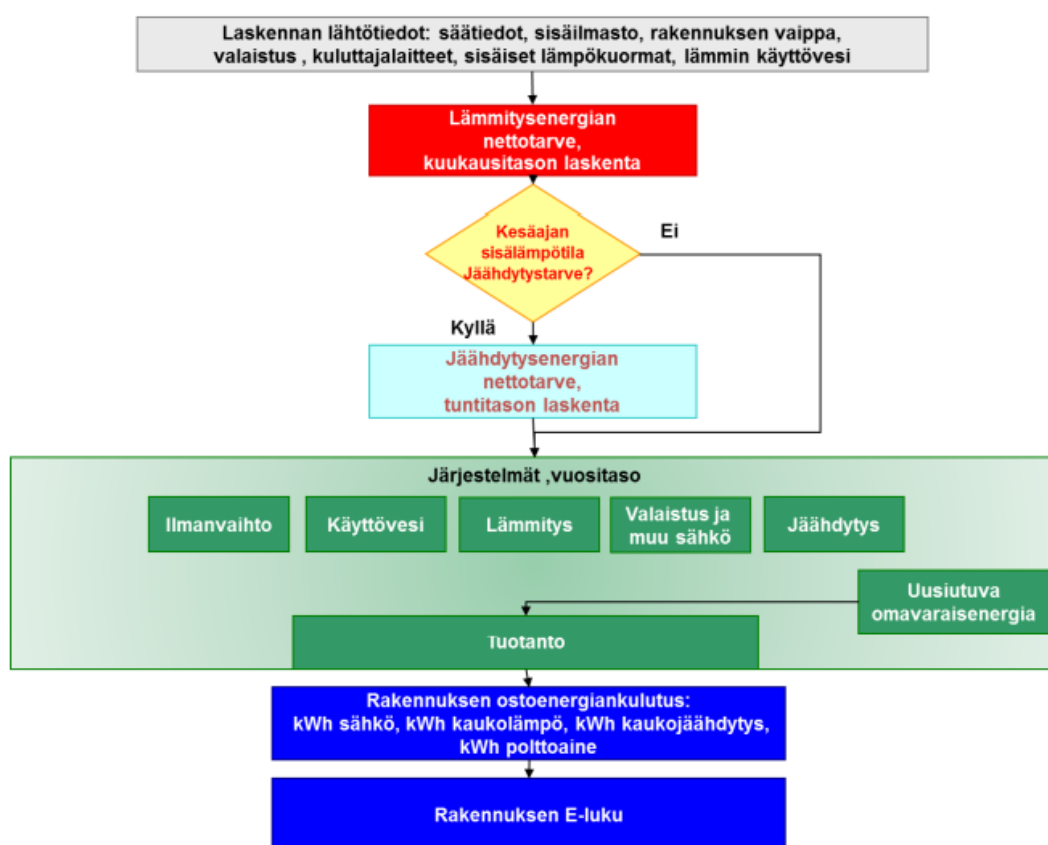 Laskennan lähtötiedot: säätiedot, sisäilmasto, rakennuksen vaippa,
valaistus , kuluttajalaitteet, sisäiset lämpökuormat, lämmin käyttövesi
Lämmitysenergian
nettotarve,
kuukausitason laskenta
Kesäajan
sisälämpötila
Jäähdytystarve?
Ei
Kyllä
Jäähdytysenergian
nettotarve,
tuntitason laskenta
Järjestelmät ,vuositaso
Ilmanvaihto
Käyttövesi
Lämmitys
Valaistus ja
muu sähkö
Jäähdytys
Uusiutuva
omavaraisenergia
Tuotanto
Rakennuksen ostoenergiankulutus:
kWh sähkö, kWh kaukolämpö, kWh kaukojäähdytys,
kWh polttoaine
Rakennuksen E-luku